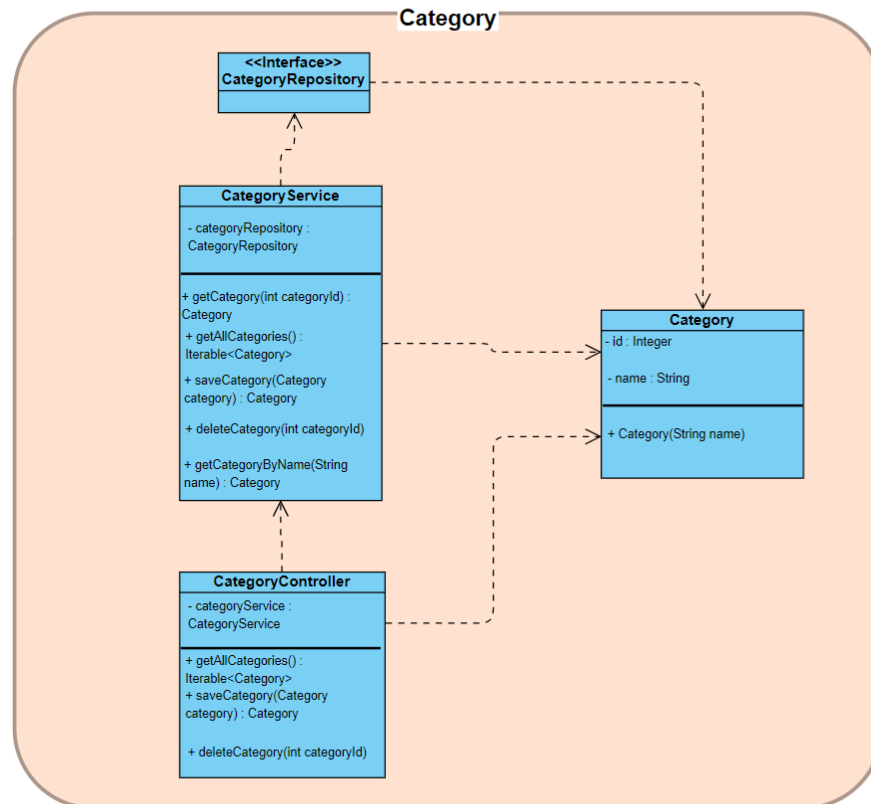 Category
<<Interface>>
CategoryRepository
CategoryService
- categoryRepository :
CategoryRepository
+ getCategory(int categoryId) :
Category
+ getAllCategories() :
Iterable<Category>
+ saveCategory(Category
category) : Category
+ deleteCategory(int categoryId)
+ getCategoryByName(String
name) : Category
Category
- id : Integer
- name : String
+ Category(String name)
CategoryController
- categoryService :
CategoryService
+ getAllCategories() :
Iterable<Category>
+ saveCategory(Category
category) : Category
+ deleteCategory(int categoryId)